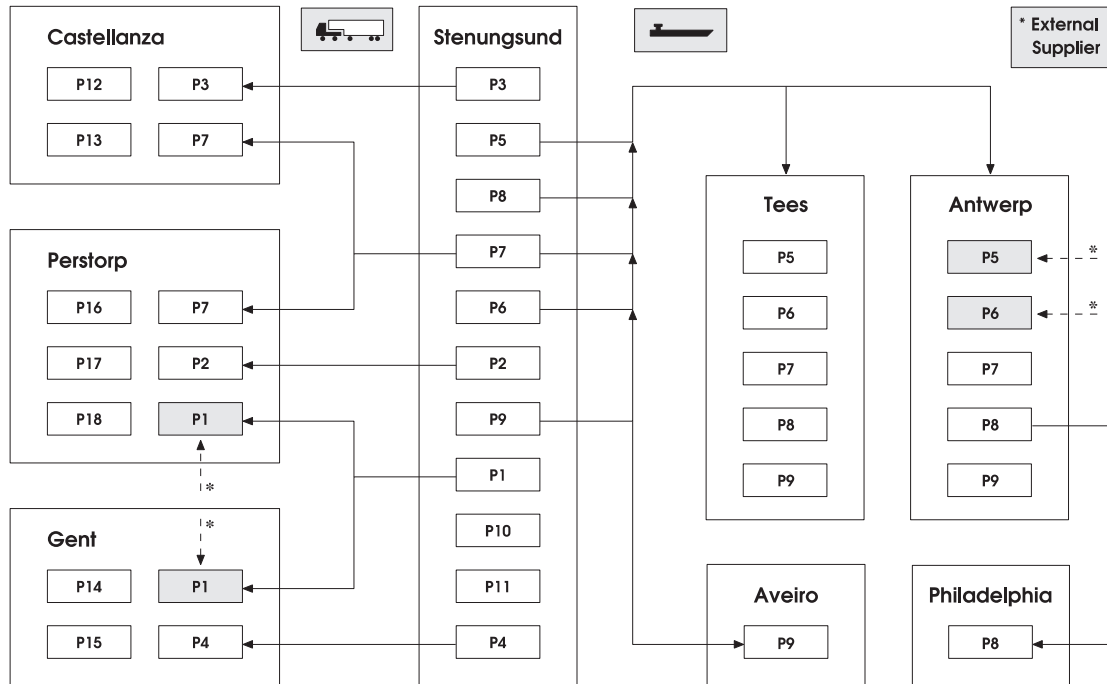 Castellanza
P12 P3
P13 P7
Perstorp
P16 P7
P17 P2
P18 P1
*
*
Gent
P14 P1
P15 P4
Stenungsund
P3
P5
P8
P7
P6
P2
P9
P1
P10
P11
P4
* External
Supplier
Tees
P5
P6
P7
P8
P9
Antwerp
P5 *
P6 *
P7
P8
P9
Aveiro
P9
Philadelphia
P8